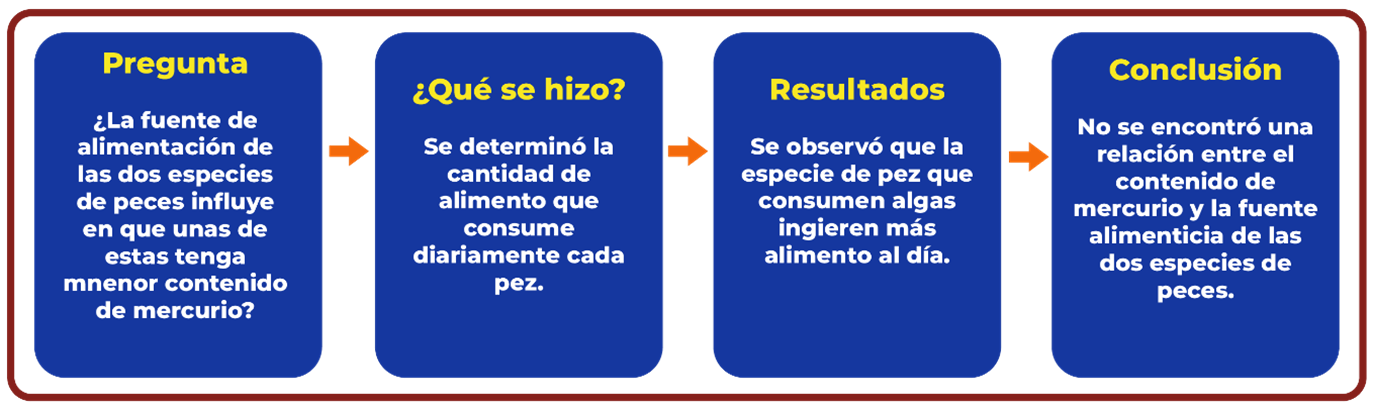 Pregunta
¿La fuente de
alimentación de
las dos especies
de peces influye
en que unas de
estas tenga
mnenor contenido
de mercurio?
¿Qué se hizo?
Se determinó la
cantidad de
alimento que
consume
diariamente cada
pez.
Resultados
Se observó que la
especie de pez que
consumen algas
ingieren más
alimento al día.
Conclusión
No se encontró una
relación entre el
contenido de
mercurio y la fuente
alimenticia de las
dos especies de
peces.